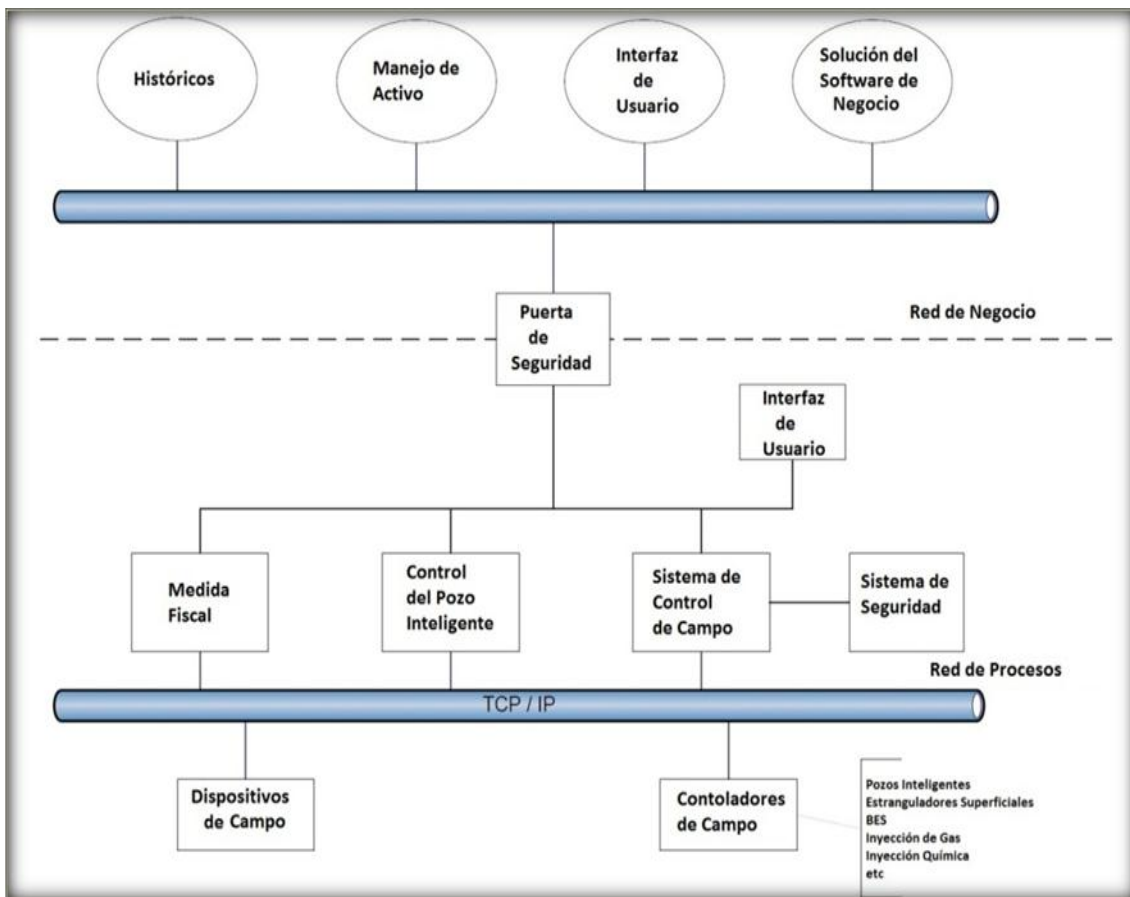 Históricos
Manejo de
Activo
Interfaz
de
Usuario
Solución del
Software de
Negocio
Puerta
de
Seguridad
Red de Negocio
Interfaz
de
Usuario
Medida
Fiscal
Control
del Pozo
Inteligente
Sistema de
Control
de Campo
Sistema de
Seguridad
Red de Procesos
TCP / IP
Dispositivos
de Campo
Contoladores
de Campo
Pozos Inteligentes
Estranguladores Superficiales
BES
Inyección de Gas
Inyección Química
etc